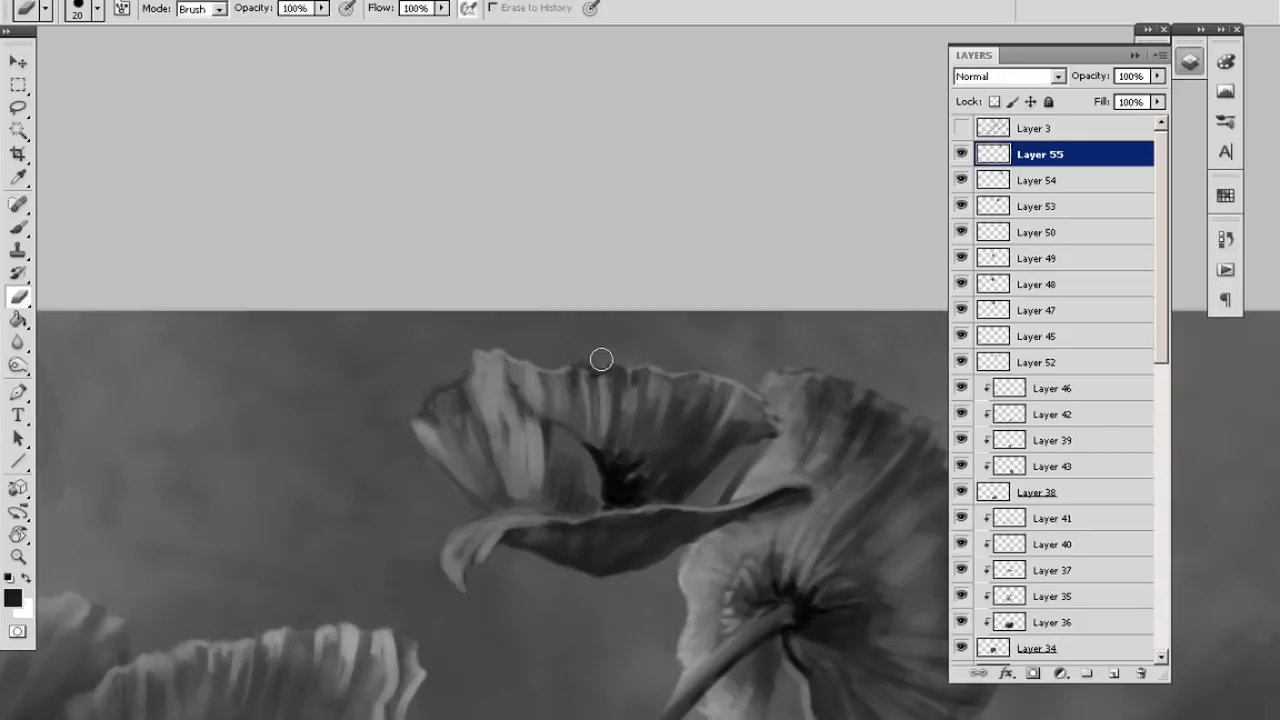 Mode: Brush Opacity: 100% Flow: 100% Erase to History
20
LAYERS
Normal Opacity: 100%
Lock: Fill: 100%
Layer 3
Layer 55
Layer 54
Layer 53
Layer 50
Layer 49
Layer 48
Layer 47
Layer 45
Layer 52
Layer 46
Layer 42
Layer 39
Layer 43
Layer 38
Layer 41
Layer 40
Layer 37
Layer 35
Layer 36
Layer 34